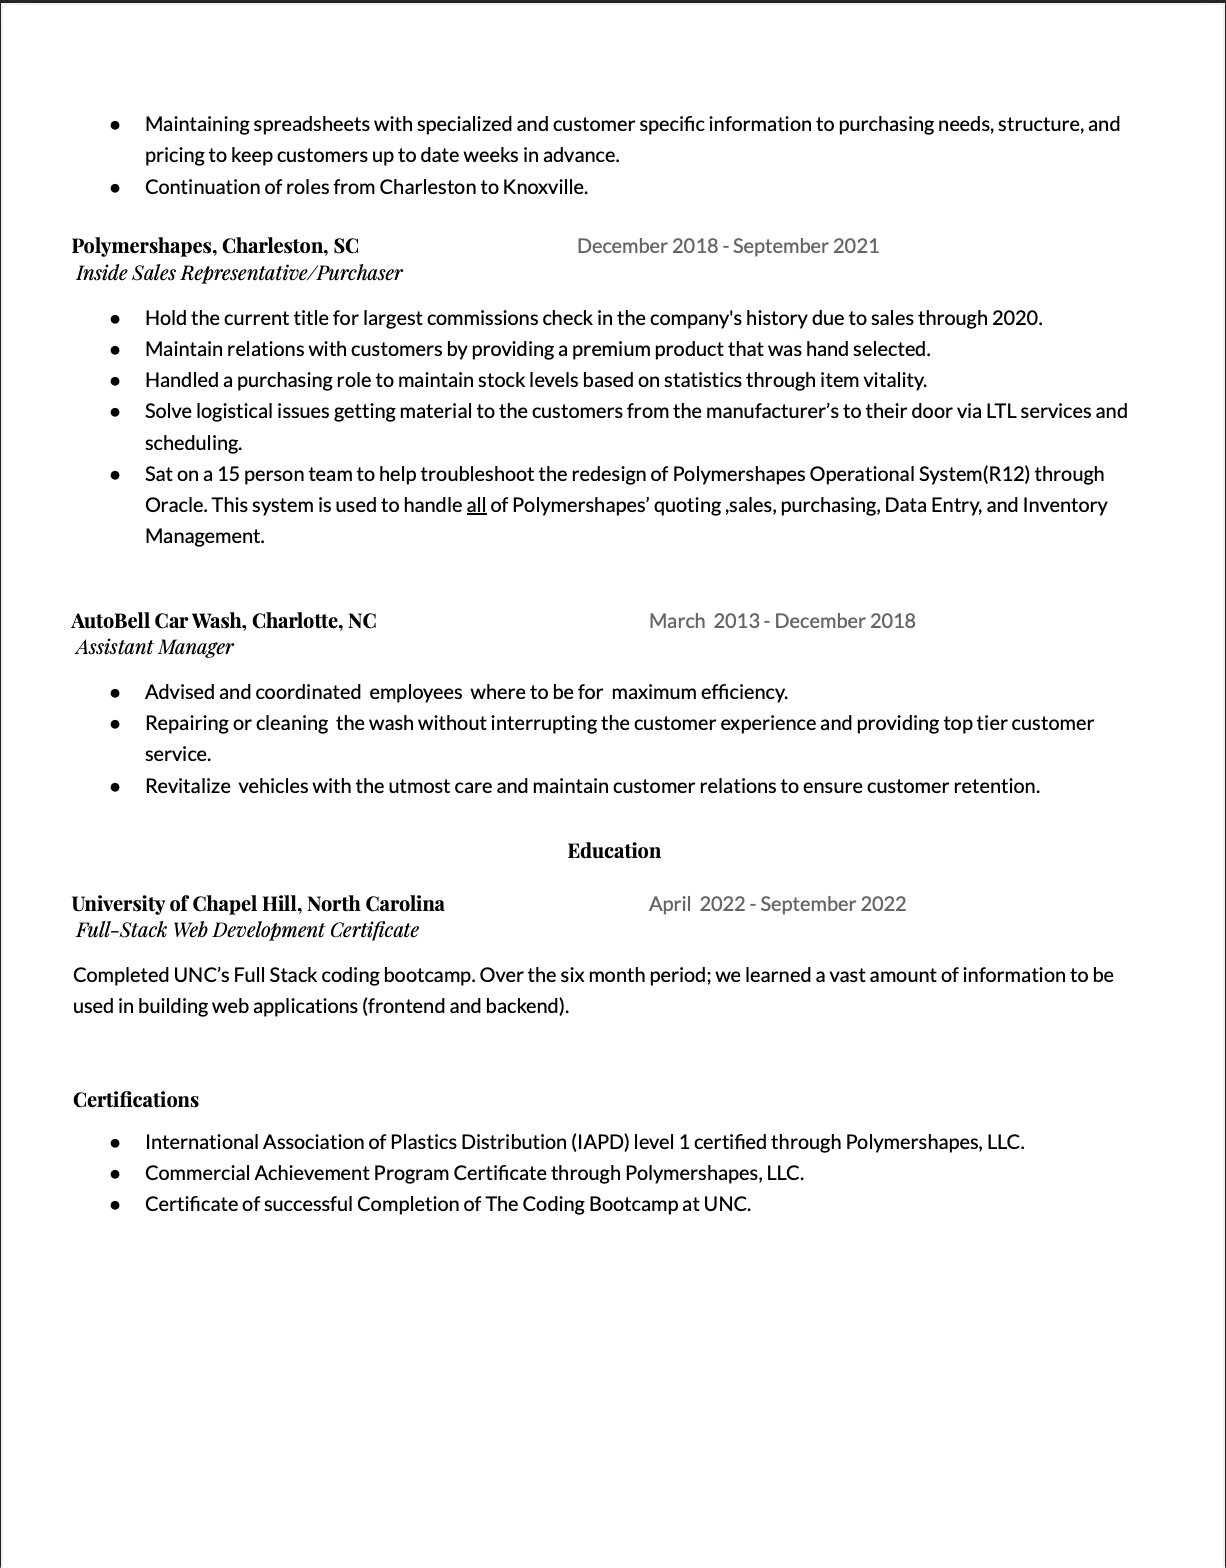 ● Maintaining spreadsheets with specialized and customer specific information to purchasing needs, structure, and
pricing to keep customers up to date weeks in advance.
● Continuation of roles from Charleston to Knoxville.
Polymershapes, Charleston, SC December 2018 - September 2021
Inside Sales Representative/Purchaser
● Hold the current title for largest commissions check in the company's history due to sales through 2020.
● Maintain relations with customers by providing a premium product that was hand selected.
● Handled a purchasing role to maintain stock levels based on statistics through item vitality.
● Solve logistical issues getting material to the customers from the manufacturer’s to their door via LTL services and
scheduling.
● Sat on a 15 person team to help troubleshoot the redesign of Polymershapes Operational System(R12) through
Oracle. This system is used to handle all of Polymershapes’ quoting ,sales, purchasing, Data Entry, and Inventory
Management.
AutoBell Car Wash, Charlotte, NC March  2013 - December 2018
Assistant Manager
● Advised and coordinated  employees  where to be for  maximum efficiency.
● Repairing or cleaning  the wash without interrupting the customer experience and providing top tier customer
service.
● Revitalize  vehicles with the utmost care and maintain customer relations to ensure customer retention.
Education
University of Chapel Hill, North Carolina April  2022 - September 2022
Full-Stack Web Development Certificate
Completed UNC’s Full Stack coding bootcamp. Over the six month period; we learned a vast amount of information to be
used in building web applications (frontend and backend).
Certifications
● International Association of Plastics Distribution (IAPD) level 1 certified through Polymershapes, LLC.
● Commercial Achievement Program Certificate through Polymershapes, LLC.
● Certificate of successful Completion of The Coding Bootcamp at UNC.